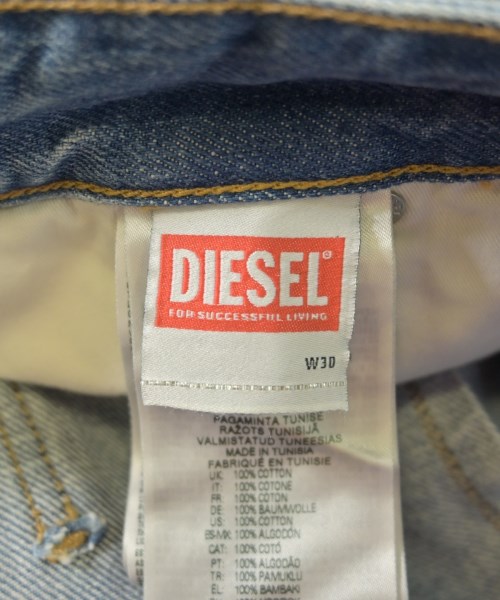 DIESEL®
FOR SUCCESSFUL LIVING
W30
PAGAMINTA TUNISE
RAŽOTS TUNISIJĀ
VALMISTATUD TUNEESIAS
MADE IN TUNISIA
FABRIQUÉ EN TUNISIE
UK: 100% COTTON
IT: 100% COTONE
FR: 100% COTON
DE: 100% BAUMWOLLE
US: 100% COTTON
ES-MX: 100% ALGODÓN
CAT: 100% COTÓ
PT: 100% ALGODÃO
TR: 100% PAMUKLU
EL: 100% BAMBAKI